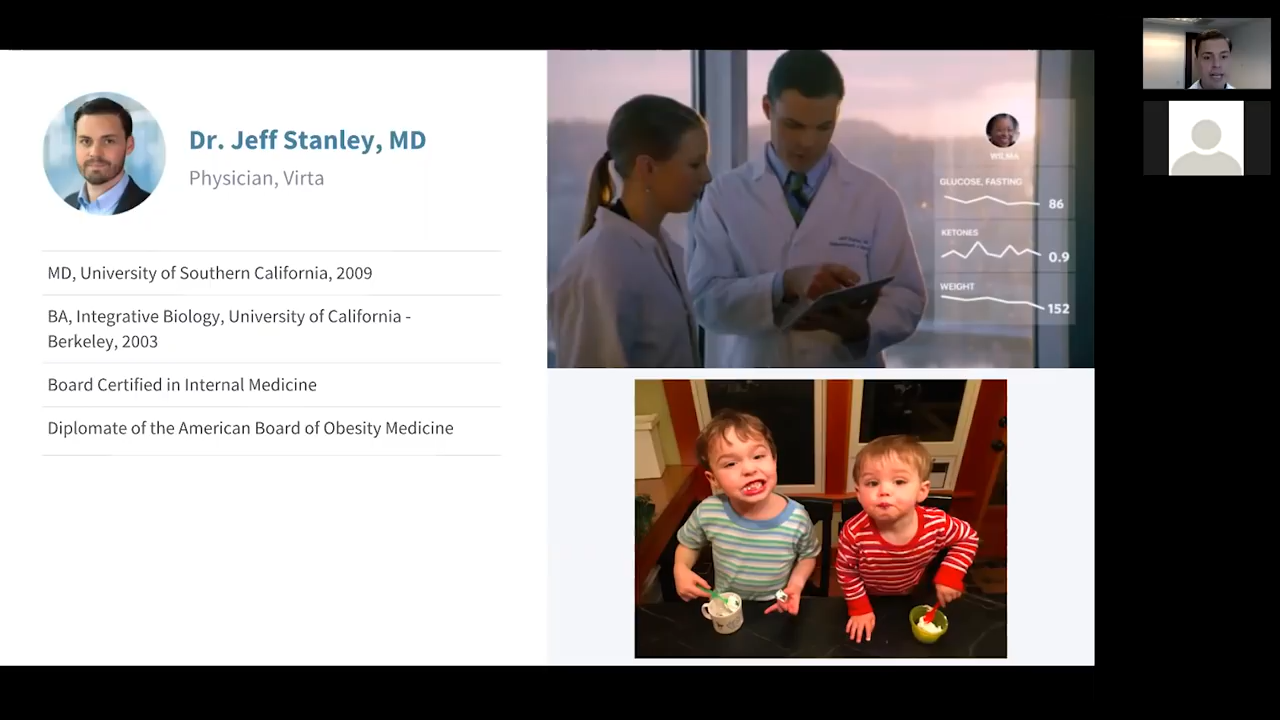 Dr. Jeff Stanley, MD
Physician, Virta
MD, University of Southern California, 2009
BA, Integrative Biology, University of California -
Berkeley, 2003
Board Certified in Internal Medicine
Diplomate of the American Board of Obesity Medicine
WILMA
GLUCOSE, FASTING
86
KETONES
0.9
WEIGHT
152